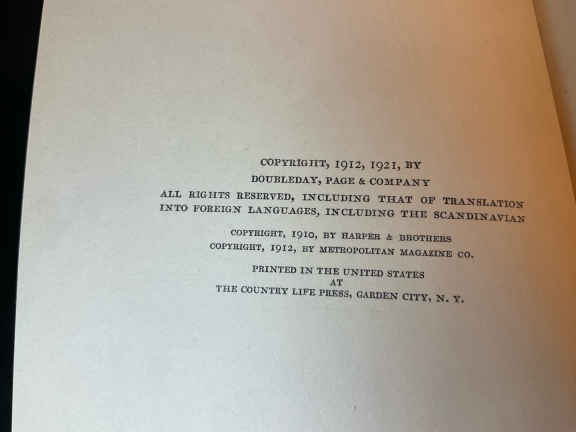 COPYRIGHT, 1912, 1921, BY
DOUBLEDAY, PAGE & COMPANY
ALL RIGHTS RESERVED, INCLUDING THAT OF TRANSLATION
INTO FOREIGN LANGUAGES, INCLUDING THE SCANDINAVIAN
COPYRIGHT, 1910, BY HARPER & BROTHERS
COPYRIGHT, 1912, BY METROPOLITAN MAGAZINE CO.
PRINTED IN THE UNITED STATES
AT
THE COUNTRY LIFE PRESS, GARDEN CITY, N. Y.